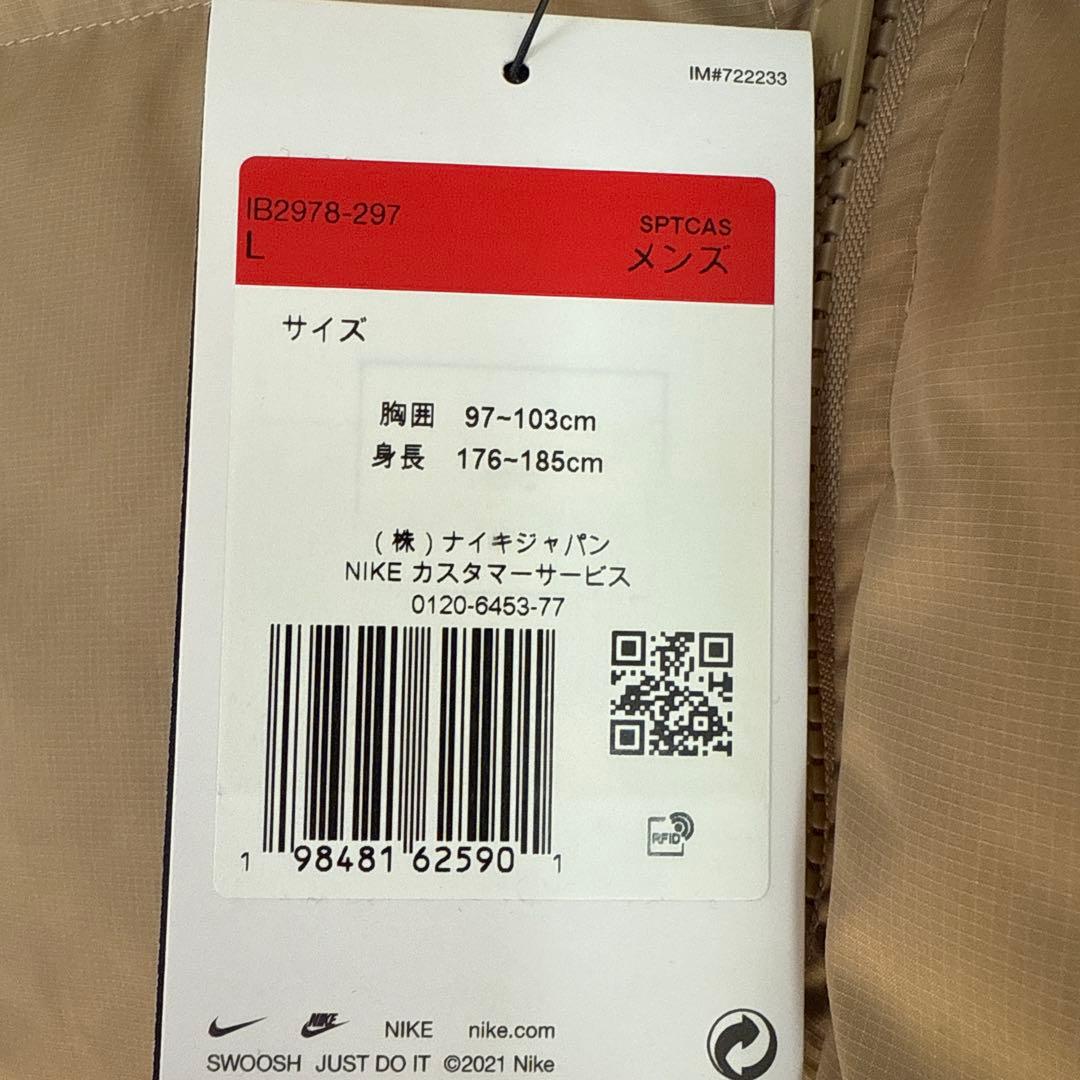 IM#722233
IB2978-297
L
SPTCAS
メンズ
サイズ
胸囲 97~103cm
身長 176~185cm
(株)ナイキジャパン
NIKE カスタマーサービス
0120-6453-77
1 98481 62590 1
RFID
NIKE NIKE nike.com
SWOOSH JUST DO IT ©2021 Nike